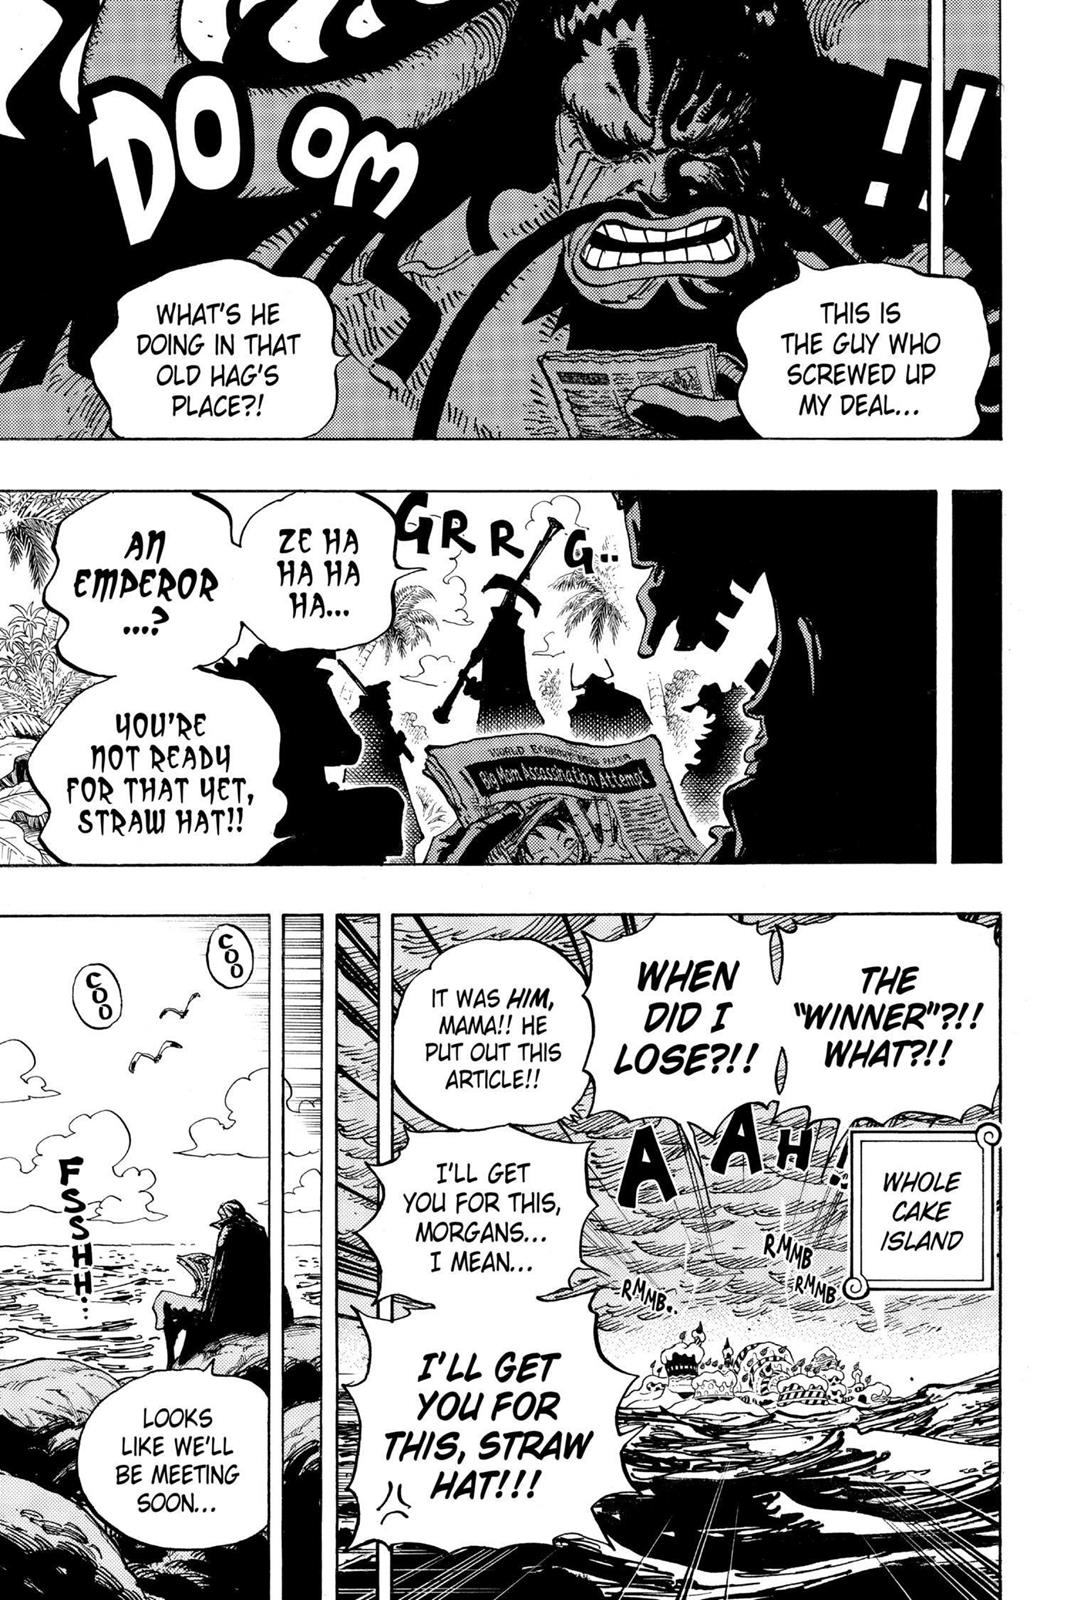 DOOM
!!
THIS IS
THE GUY WHO
SCREWED UP
MY DEAL...
WHAT'S HE
DOING IN THAT
OLD HAG'S
PLACE?!
GRRRG..
ZE HA
HA HA
HA...
AN
EMPEROR
....?
YOU'RE
NOT READY
FOR THAT YET,
STRAW HAT!!
Big Mom Assassination Attempt
THE
"WINNER"?!!
WHAT?!!
WHEN
DID I
LOSE?!!
IT WAS HIM,
MAMA!! HE
PUT OUT THIS
ARTICLE!!
AAH!
WHOLE
CAKE
ISLAND
RMMB
RMMB
RMMB..
I'LL GET
YOU FOR THIS,
MORGANS...
I MEAN...
I'LL GET
YOU FOR
THIS, STRAW
HAT!!!
COO
COO
FSSHH...
LOOKS
LIKE WE'LL
BE MEETING
SOON...